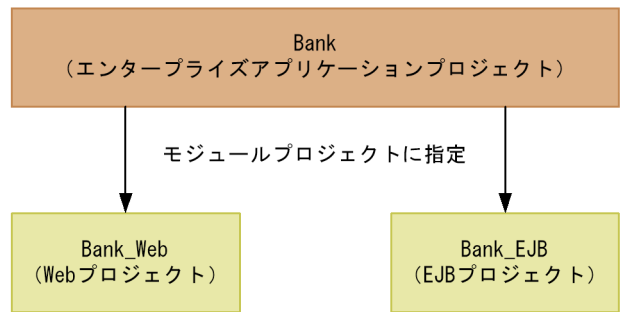 Bank
（エンタープライズアプリケーションプロジェクト）
モジュールプロジェクトに指定
Bank_Web
（Webプロジェクト）
Bank_EJB
（EJBプロジェクト）